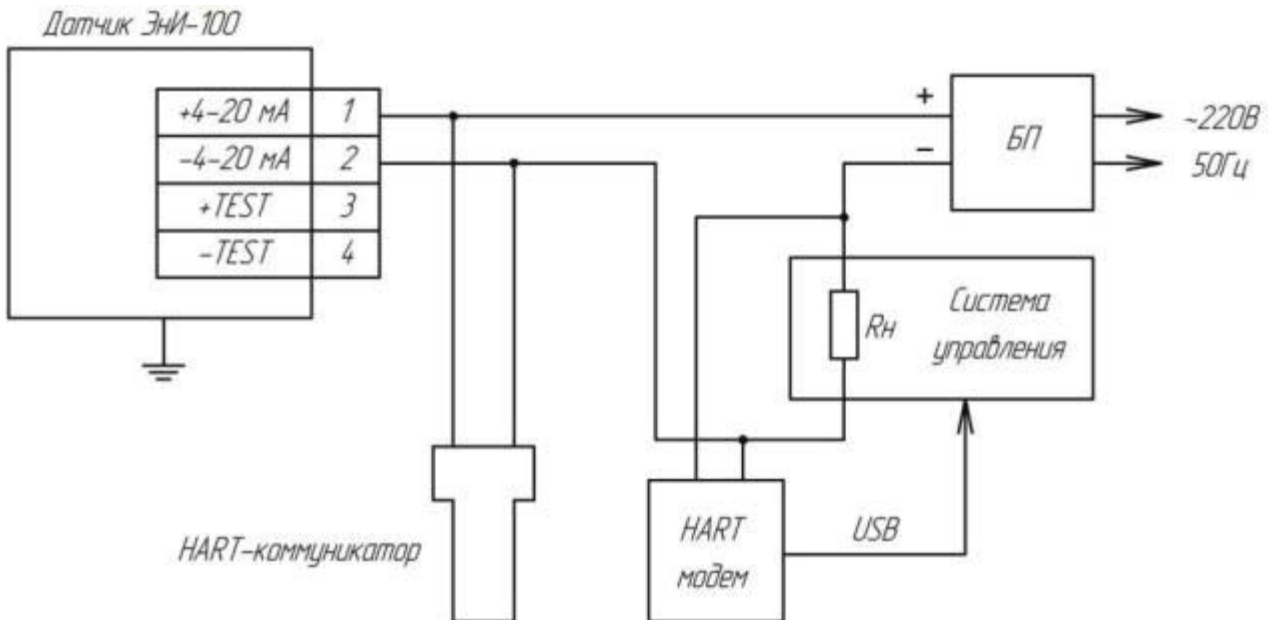 Датчик ЭнИ-100
+4-20 мА 1
-4-20 мА 2
+TEST 3
-TEST 4
+
-
БП
~220В
50Гц
Rн
Система
управления
HART-коммуникатор
HART
модем
USB